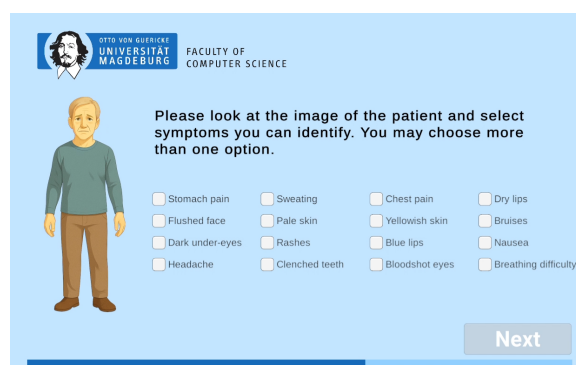 OTTO VON GUERICKE
UNIVERSITÄT
MAGDEBURG
FACULTY OF
COMPUTER SCIENCE
Please look at the image of the patient and select
symptoms you can identify. You may choose more
than one option.
Stomach pain Sweating Chest pain Dry lips
Flushed face Pale skin Yellowish skin Bruises
Dark under-eyes Rashes Blue lips Nausea
Headache Clenched teeth Bloodshot eyes Breathing difficulty
Next